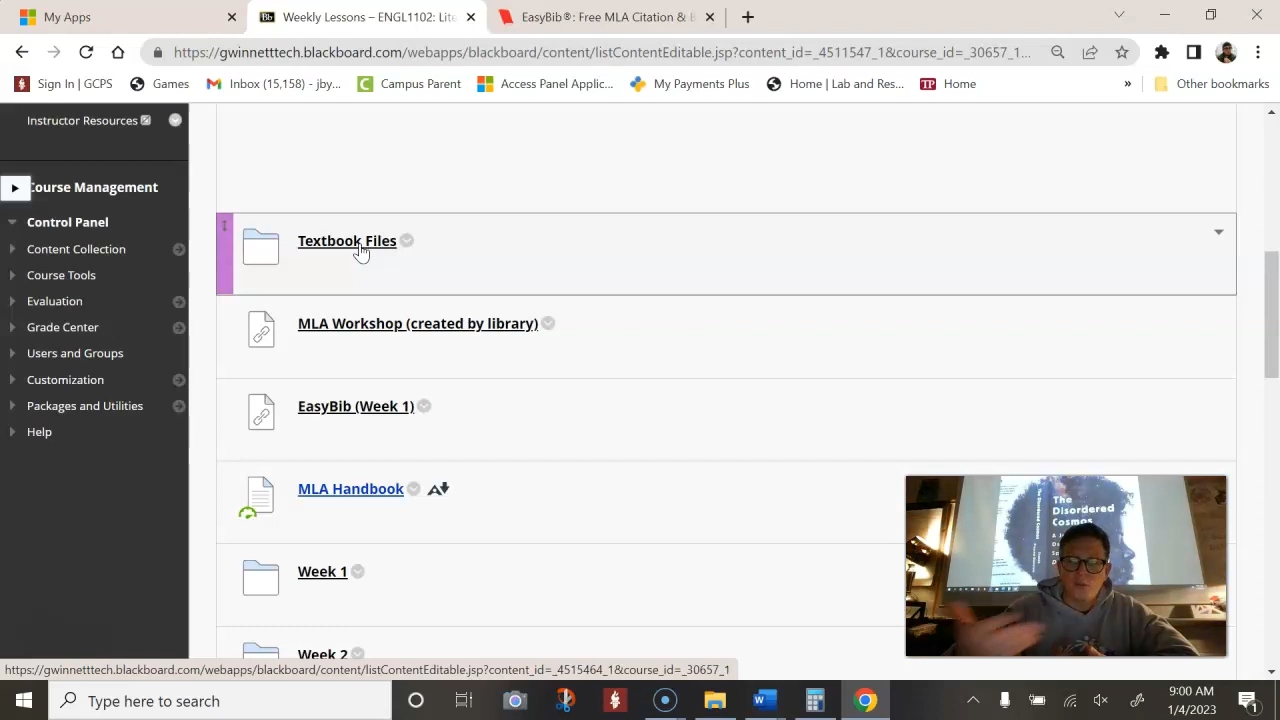 My Apps
Weekly Lessons – ENGL1102: Lite
EasyBib®: Free MLA Citation & B
https://gwinnetttech.blackboard.com/webapps/blackboard/content/listContentEditable.jsp?content_id=_4511547_1&course_id=_30657_1...
Sign In | GCPS
Games
Inbox (15,158) - jby...
Campus Parent
Access Panel Applic...
My Payments Plus
Home | Lab and Res...
Home
»
Other bookmarks
Instructor Resources
Course Management
Control Panel
Content Collection
Course Tools
Evaluation
Grade Center
Users and Groups
Customization
Packages and Utilities
Help
Textbook Files
MLA Workshop (created by library)
EasyBib (Week 1)
MLA Handbook
Week 1
Week 2
The
Disordered
Cosmos
https://gwinnetttech.blackboard.com/webapps/blackboard/content/listContentEditable.jsp?content_id=_4515464_1&course_id=_30657_1
Type here to search
9:00 AM
1/4/2023